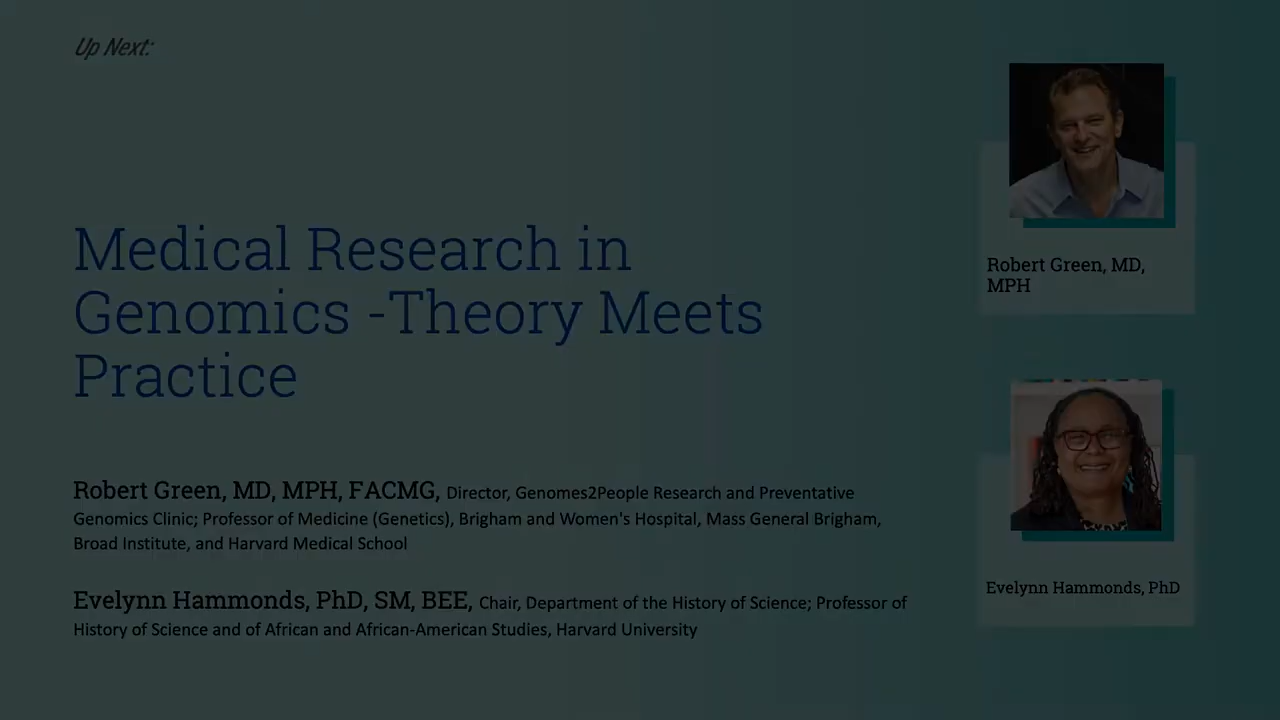 Up Next:
Medical Research in
Genomics -Theory Meets
Practice
Robert Green, MD, MPH, FACMG, Director, Genomes2People Research and Preventative
Genomics Clinic; Professor of Medicine (Genetics), Brigham and Women's Hospital, Mass General Brigham,
Broad Institute, and Harvard Medical School
Evelynn Hammonds, PhD, SM, BEE, Chair, Department of the History of Science; Professor of
History of Science and of African and African-American Studies, Harvard University
Robert Green, MD,
MPH
Evelynn Hammonds, PhD